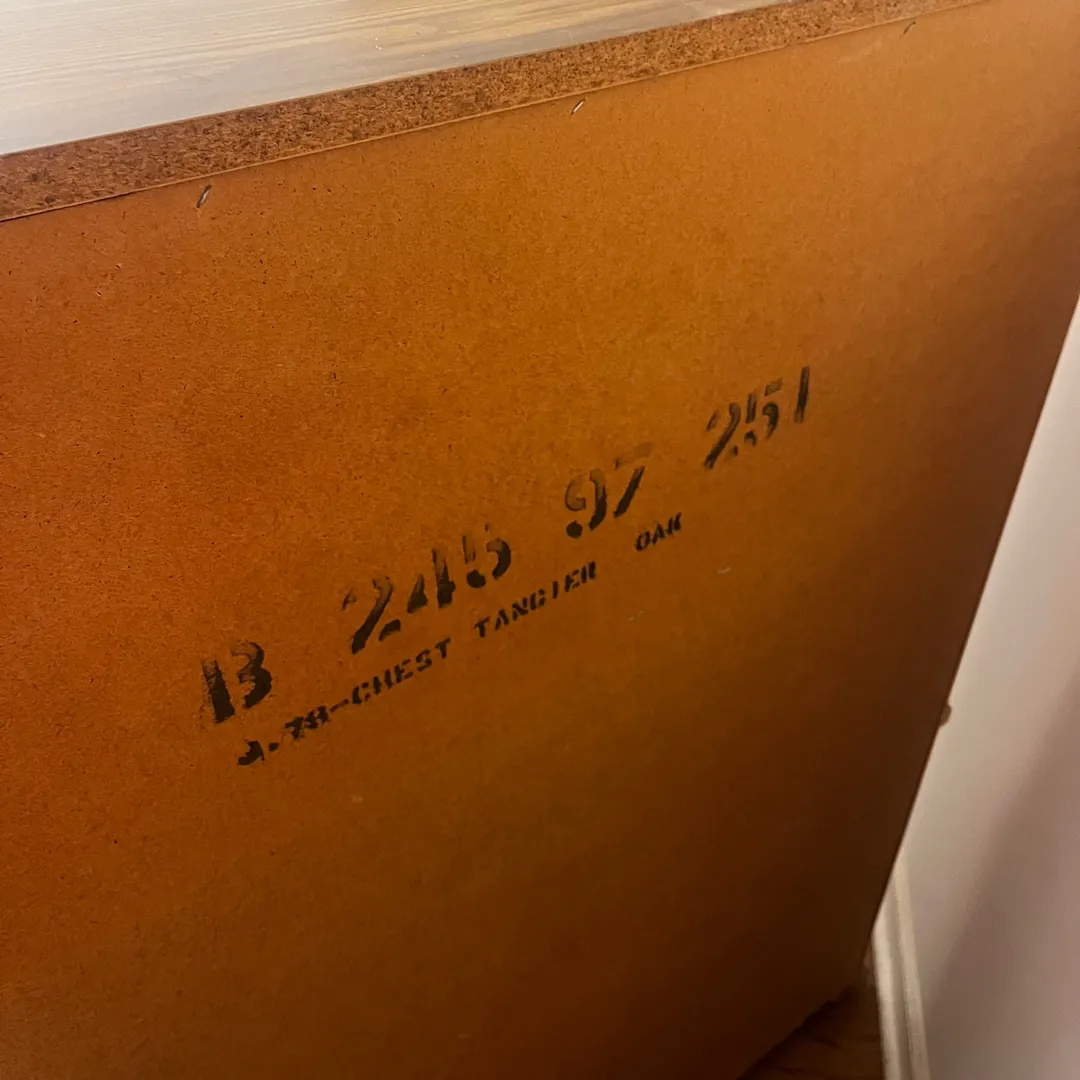 B 245 97 251
J.78-CHEST TANGIER OAK